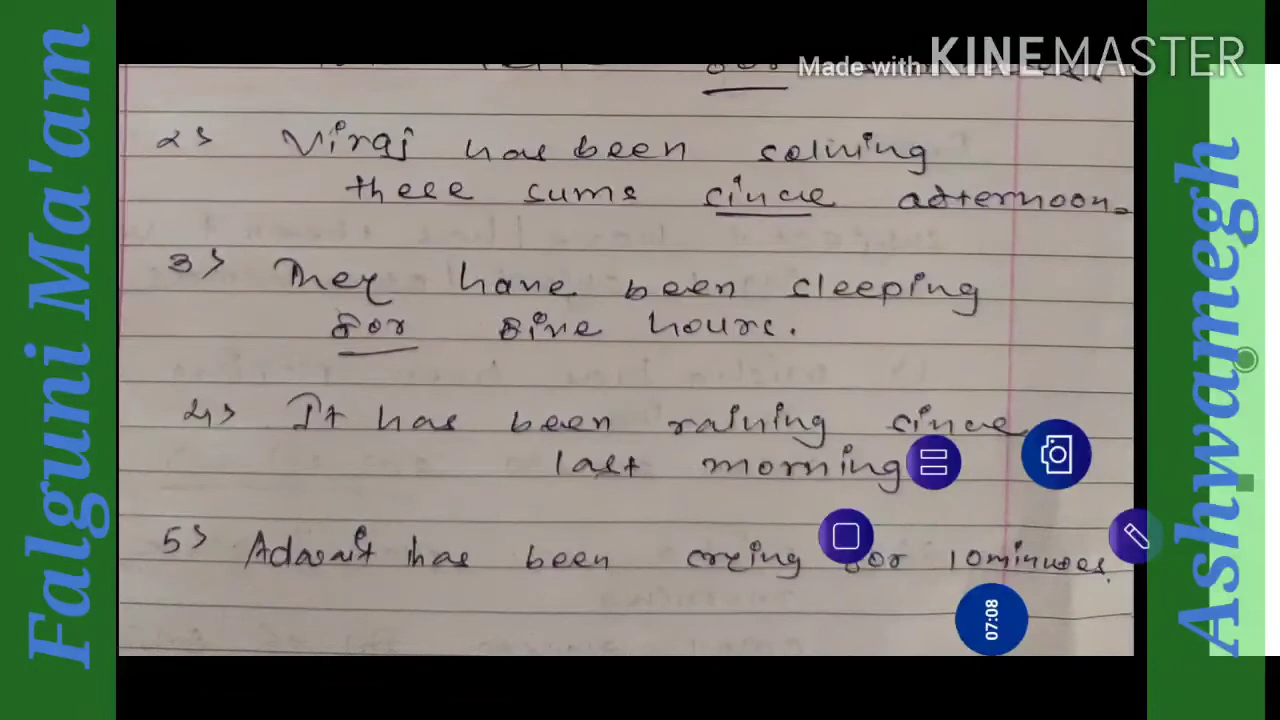 Made with KINEMASTER
Falguni Ma'am
Ashwamegh
for
2) Viraj has been solving
these sums since afternoon.
3) They have been sleeping
for five hours.
4) It has been raining since
last morning
5) Adwait has been crying for 10 minutes.
07:08